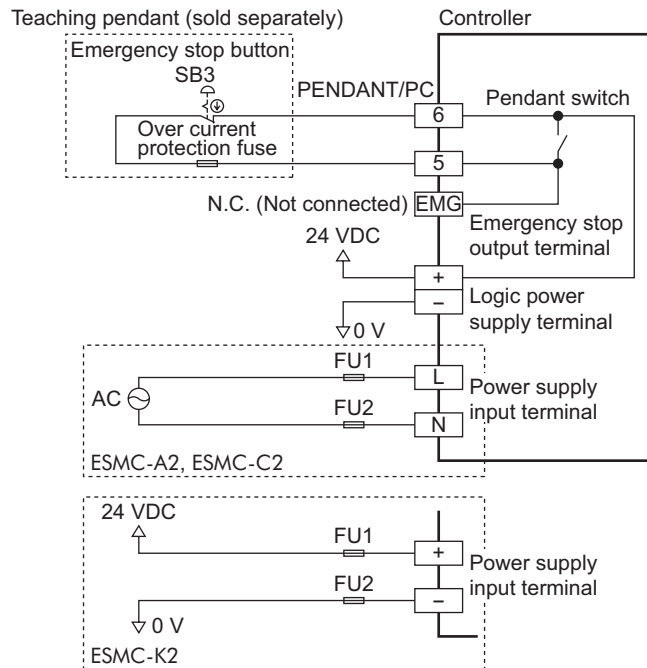 Teaching pendant (sold separately)
Controller
Emergency stop button
SB3
PENDANT/PC
Pendant switch
6
Over current
protection fuse
5
N.C. (Not connected)
EMG
Emergency stop
output terminal
24 VDC
+
Logic power
supply terminal
−
0 V
FU1
L
Power supply
input terminal
AC
FU2
N
ESMC-A2, ESMC-C2
24 VDC
FU1
+
Power supply
input terminal
FU2
−
0 V
ESMC-K2